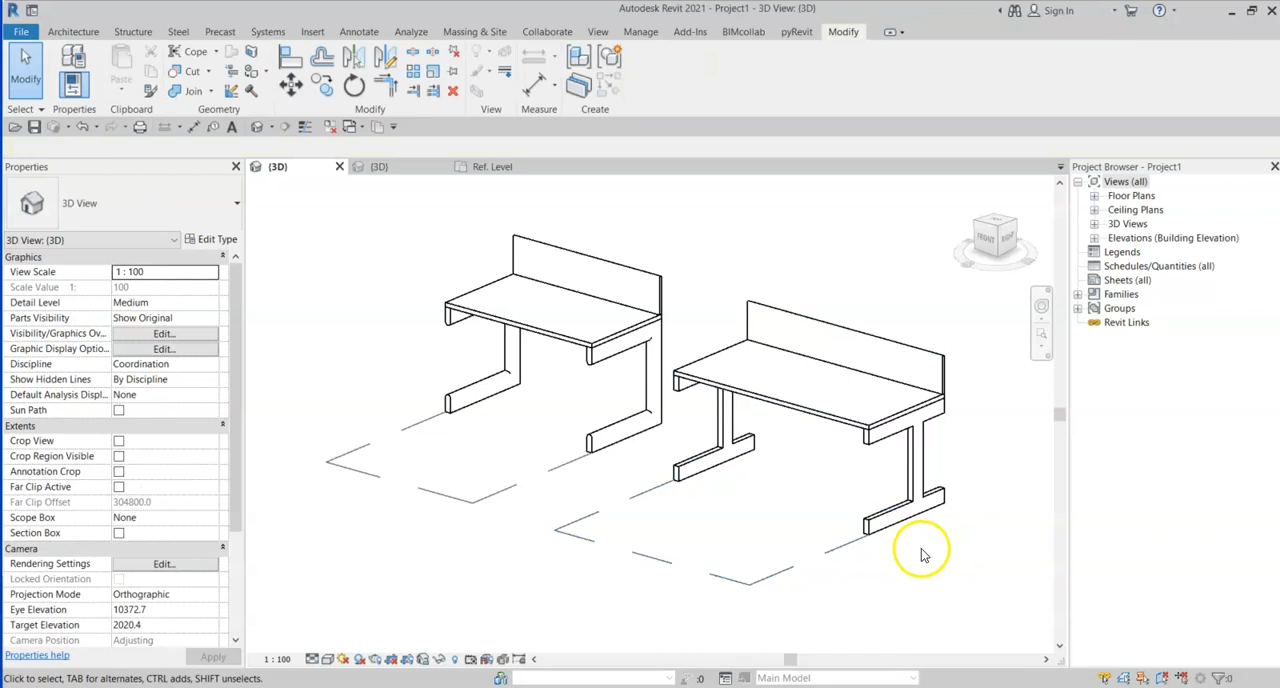 Autodesk Revit 2021 - Project1 - 3D View: {3D}
Sign In
File Architecture Structure Steel Precast Systems Insert Annotate Analyze Massing & Site Collaborate View Manage Add-Ins BIMcollab pyRevit Modify
Modify
Paste
Cope
Cut
Join
Select Properties Clipboard Geometry Modify View Measure Create
Properties
{3D}
{3D}
Ref. Level
Project Browser - Project1
3D View
3D View: {3D}
Edit Type
Graphics
View Scale 1 : 100
Scale Value 1: 100
Detail Level Medium
Parts Visibility Show Original
Visibility/Graphics Ov... Edit...
Graphic Display Optio... Edit...
Discipline Coordination
Show Hidden Lines By Discipline
Default Analysis Displ... None
Sun Path
Extents
Crop View
Crop Region Visible
Annotation Crop
Far Clip Active
Far Clip Offset 304800.0
Scope Box None
Section Box
Camera
Rendering Settings Edit...
Locked Orientation
Projection Mode Orthographic
Eye Elevation 10372.7
Target Elevation 2020.4
Camera Position Adjusting
Properties help
Apply
FRONT
RIGHT
Views (all)
Floor Plans
Ceiling Plans
3D Views
Elevations (Building Elevation)
Legends
Schedules/Quantities (all)
Sheets (all)
Families
Groups
Revit Links
1 : 100
Click to select, TAB for alternates, CTRL adds, SHIFT unselects.
:0
Main Model
:0